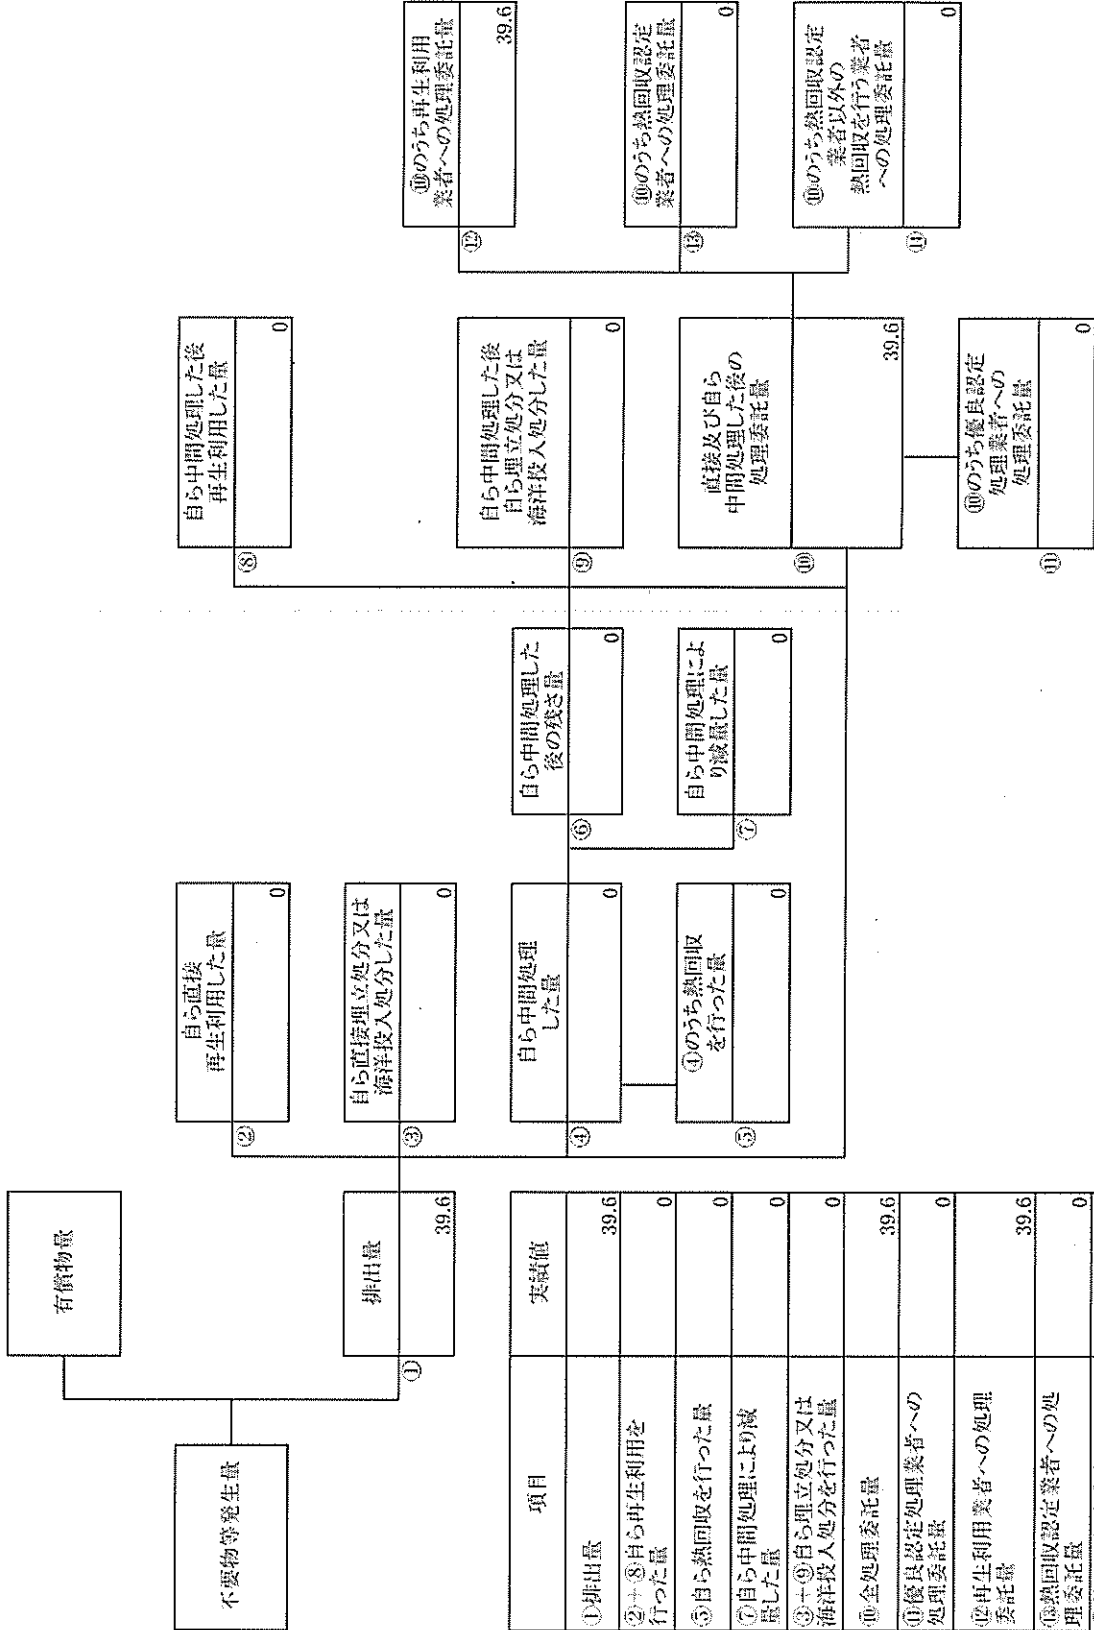 有償物量
不要物等発生量
①
排出量
39.6
②
自ら直接
再生利用した量
0
③
自ら直接埋立処分又は
海洋投入処分した量
0
④
自ら中間処理
した量
0
⑤
④のうち熱回収
を行った量
0
⑥
自ら中間処理した
後の残さ量
0
⑦
自ら中間処理によ
り減量した量
0
⑧
自ら中間処理した後
再生利用した量
0
⑨
自ら中間処理した後
自ら埋立処分又は
海洋投入処分した量
0
⑩
直接及び自ら
中間処理した後の
処理委託量
39.6
⑪
⑩のうち優良認定
処理業者への
処理委託量
0
⑫
⑩のうち再生利用
業者への処理委託量
39.6
⑬
⑩のうち熱回収認定
業者への処理委託量
0
⑭
⑩のうち熱回収認定
業者以外の
熱回収を行う業者
への処理委託量
0
項目 実績値
①排出量 39.6
②+⑧自ら再生利用を
行った量 0
⑤自ら熱回収を行った量 0
⑦自ら中間処理により減
量した量 0
③+⑨自ら埋立処分又は
海洋投入処分を行った量 0
⑩全処理委託量 39.6
⑪優良認定処理業者への
処理委託量 0
⑫再生利用業者への処理
委託量 39.6
⑬熱回収認定業者への処
理委託量 0